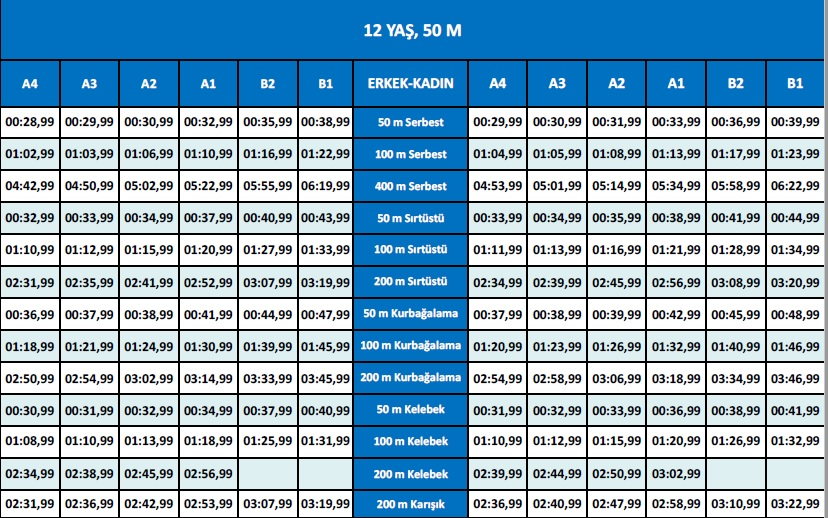 12 YAŞ, 50 M
A4 A3 A2 A1 B2 B1 ERKEK-KADIN A4 A3 A2 A1 B2 B1
00:28,99 00:29,99 00:30,99 00:32,99 00:35,99 00:38,99 50 m Serbest 00:29,99 00:30,99 00:31,99 00:33,99 00:36,99 00:39,99
01:02,99 01:03,99 01:06,99 01:10,99 01:16,99 01:22,99 100 m Serbest 01:04,99 01:05,99 01:08,99 01:13,99 01:17,99 01:23,99
04:42,99 04:50,99 05:02,99 05:22,99 05:55,99 06:19,99 400 m Serbest 04:53,99 05:01,99 05:14,99 05:34,99 05:58,99 06:22,99
00:32,99 00:33,99 00:34,99 00:37,99 00:40,99 00:43,99 50 m Sırtüstü 00:33,99 00:34,99 00:35,99 00:38,99 00:41,99 00:44,99
01:10,99 01:12,99 01:15,99 01:20,99 01:27,99 01:33,99 100 m Sırtüstü 01:11,99 01:13,99 01:16,99 01:21,99 01:28,99 01:34,99
02:31,99 02:35,99 02:41,99 02:52,99 03:07,99 03:19,99 200 m Sırtüstü 02:34,99 02:39,99 02:45,99 02:56,99 03:08,99 03:20,99
00:36,99 00:37,99 00:38,99 00:41,99 00:44,99 00:47,99 50 m Kurbağalama 00:37,99 00:38,99 00:39,99 00:42,99 00:45,99 00:48,99
01:18,99 01:21,99 01:24,99 01:30,99 01:39,99 01:45,99 100 m Kurbağalama 01:20,99 01:23,99 01:26,99 01:32,99 01:40,99 01:46,99
02:50,99 02:54,99 03:02,99 03:14,99 03:33,99 03:45,99 200 m Kurbağalama 02:54,99 02:58,99 03:06,99 03:18,99 03:34,99 03:46,99
00:30,99 00:31,99 00:32,99 00:34,99 00:37,99 00:40,99 50 m Kelebek 00:31,99 00:32,99 00:33,99 00:36,99 00:38,99 00:41,99
01:08,99 01:10,99 01:13,99 01:18,99 01:25,99 01:31,99 100 m Kelebek 01:10,99 01:12,99 01:15,99 01:20,99 01:26,99 01:32,99
02:34,99 02:38,99 02:45,99 02:56,99 200 m Kelebek 02:39,99 02:44,99 02:50,99 03:02,99
02:31,99 02:36,99 02:42,99 02:53,99 03:07,99 03:19,99 200 m Karışık 02:36,99 02:40,99 02:47,99 02:58,99 03:10,99 03:22,99